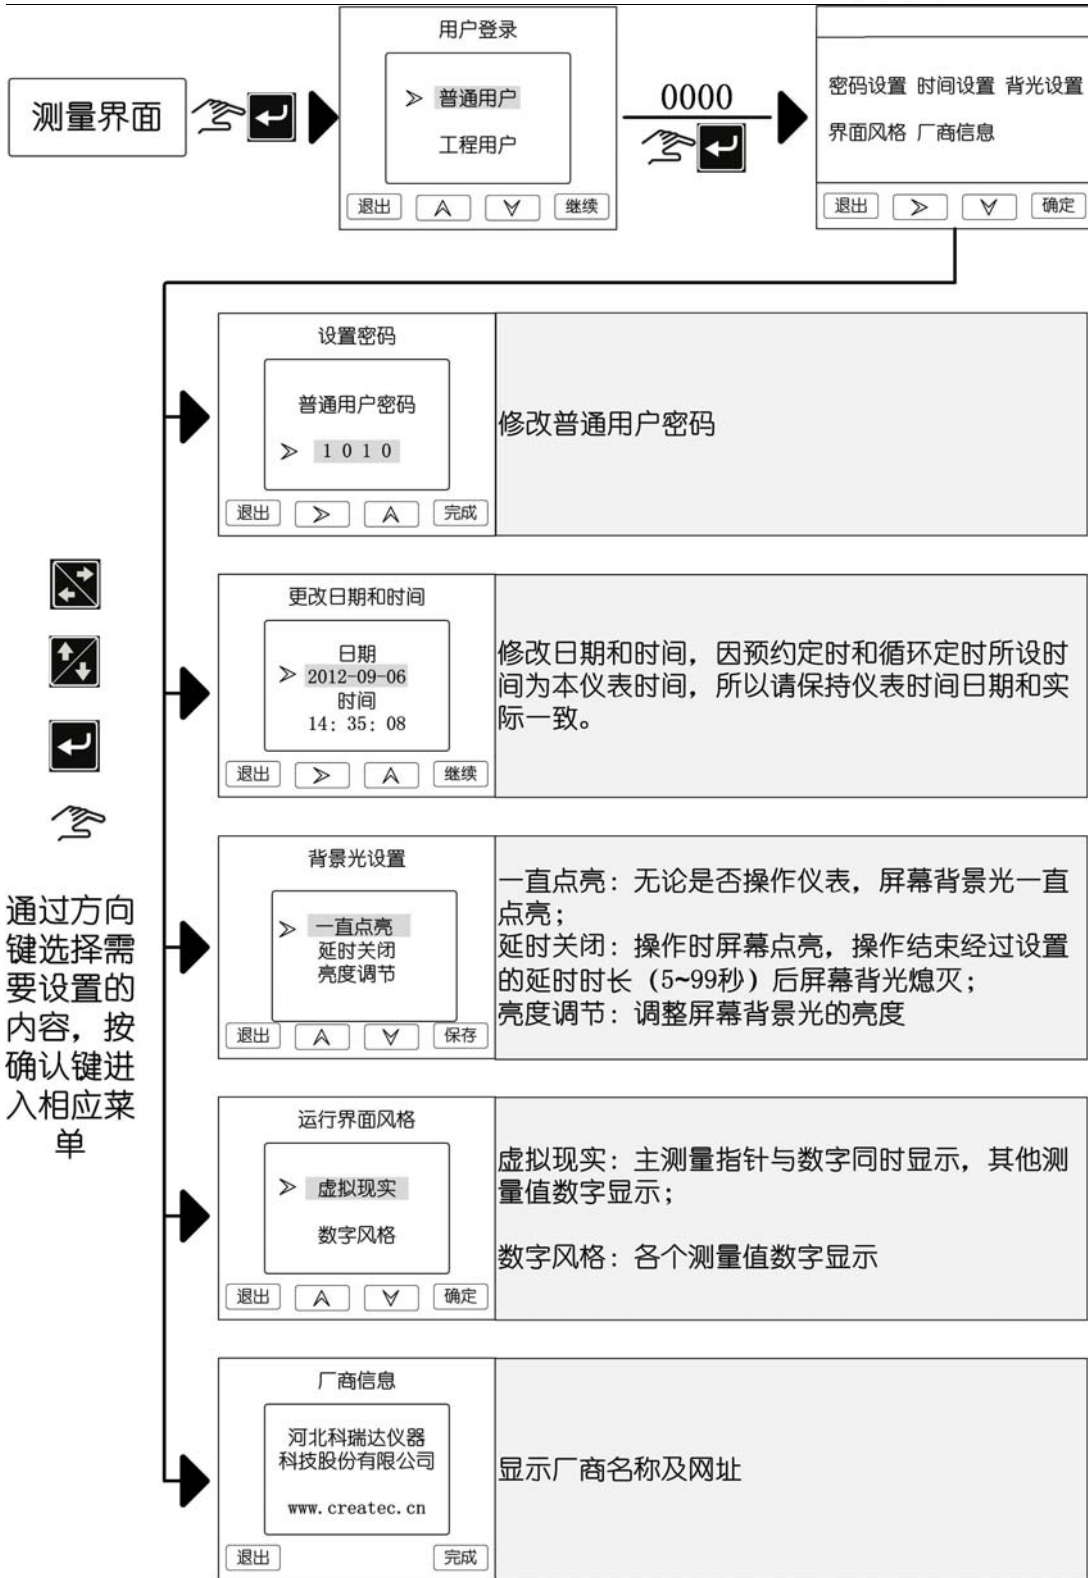 用户登录
测量界面
普通用户
工程用户
退出 继续
0000
密码设置 时间设置 背光设置
界面风格 厂商信息
退出 确定
设置密码
普通用户密码
1 0 1 0
退出 完成
修改普通用户密码
更改日期和时间
日期
2012-09-06
时间
14: 35: 08
退出 继续
修改日期和时间，因预约定时和循环定时所设时
间为本仪表时间，所以请保持仪表时间日期和实
际一致。
通过方向
键选择需
要设置的
内容，按
确认键进
入相应菜
单
背景光设置
一直点亮
延时关闭
亮度调节
退出 保存
一直点亮：无论是否操作仪表，屏幕背景光一直
点亮；
延时关闭：操作时屏幕点亮，操作结束经过设置
的延时时长（5~99秒）后屏幕背光熄灭；
亮度调节：调整屏幕背景光的亮度
运行界面风格
虚拟现实
数字风格
退出 确定
虚拟现实：主测量指针与数字同时显示，其他测
量值数字显示；
数字风格：各个测量值数字显示
厂商信息
河北科瑞达仪器
科技股份有限公司
www.createc.cn
退出 完成
显示厂商名称及网址